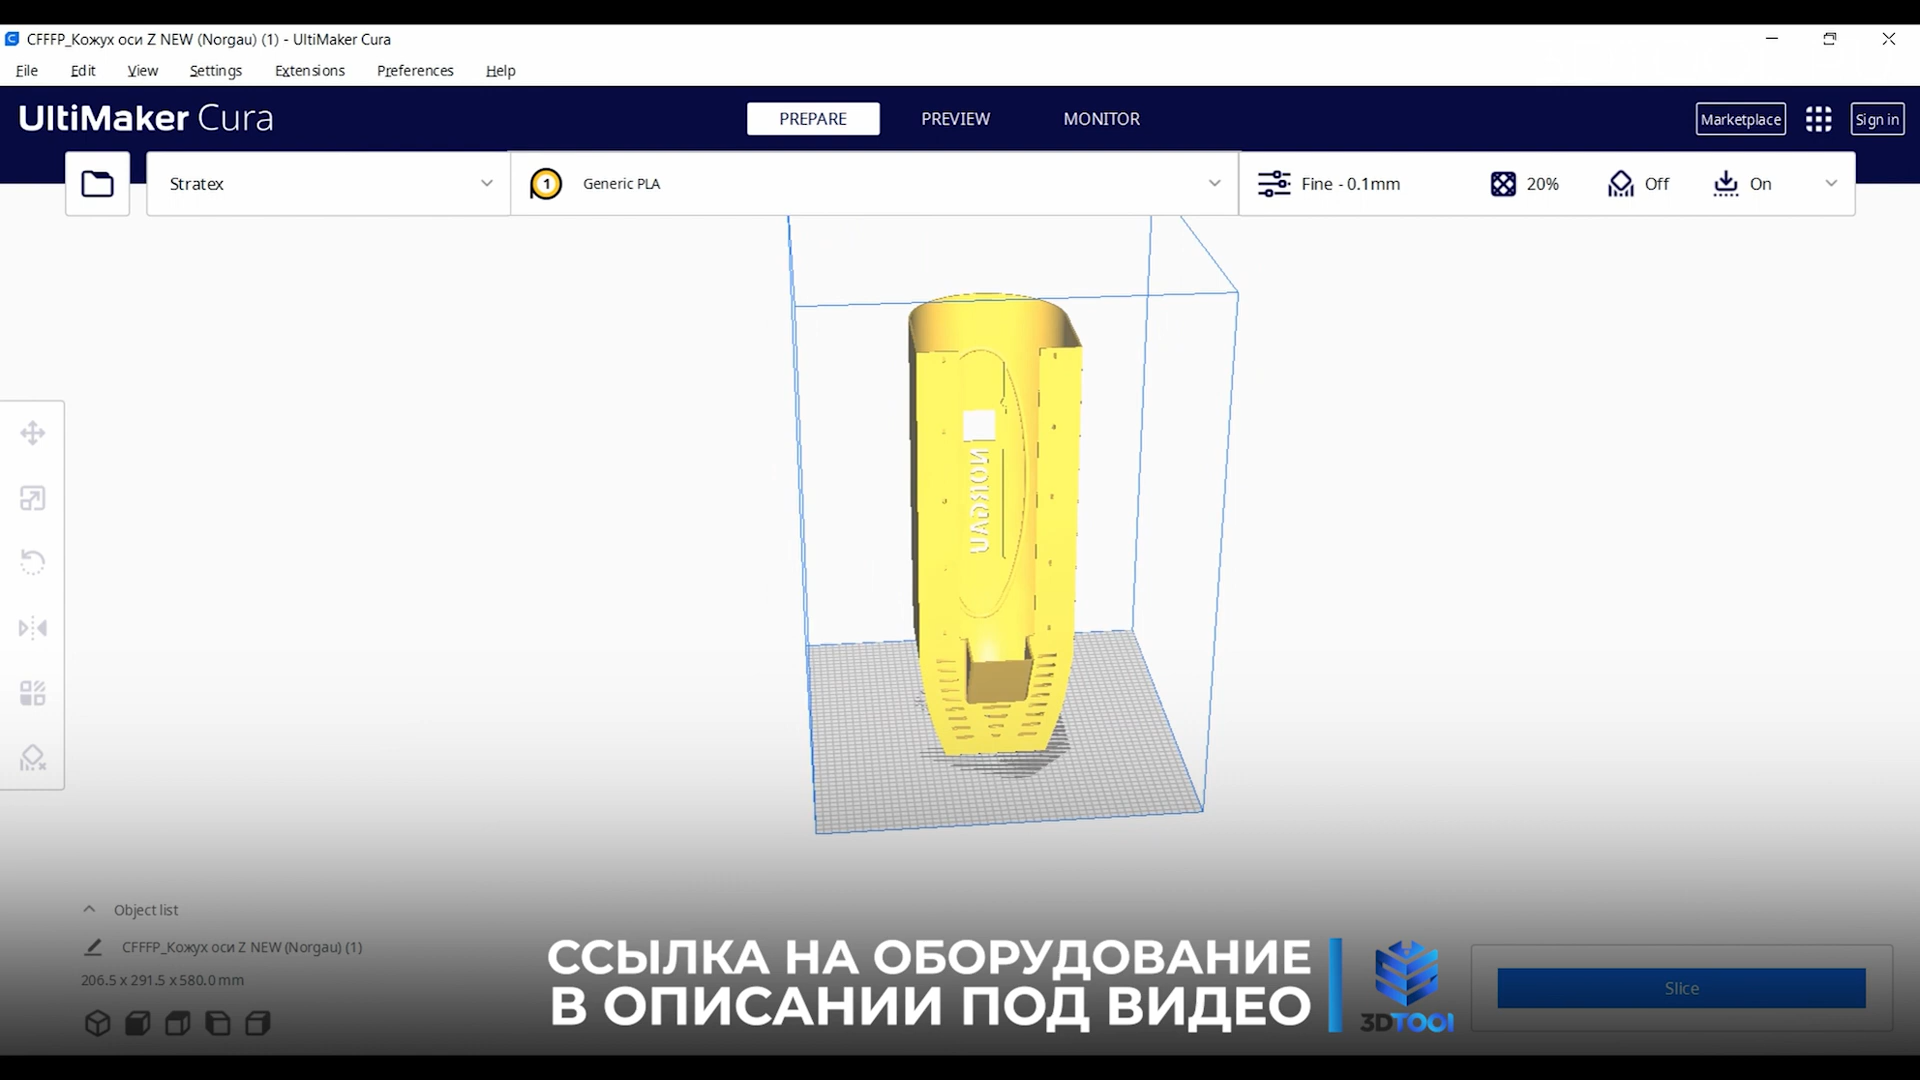 CFFFP_Кожух оси Z NEW (Norgau) (1) - UltiMaker Cura
File Edit View Settings Extensions Preferences Help
UltiMaker Cura PREPARE PREVIEW MONITOR Marketplace Sign in
Stratex 1 Generic PLA Fine - 0.1mm 20% Off On
NORGAU
Object list
CFFFP_Кожух оси Z NEW (Norgau) (1)
206.5 x 291.5 x 580.0 mm
ССЫЛКА НА ОБОРУДОВАНИЕ
В ОПИСАНИИ ПОД ВИДЕО
3DTOOL
Slice